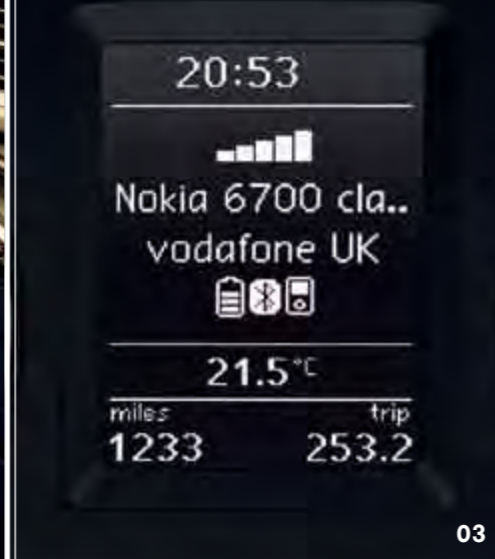 20:53
Nokia 6700 cla..
vodafone UK
21.5°C
miles trip
1233 253.2
03